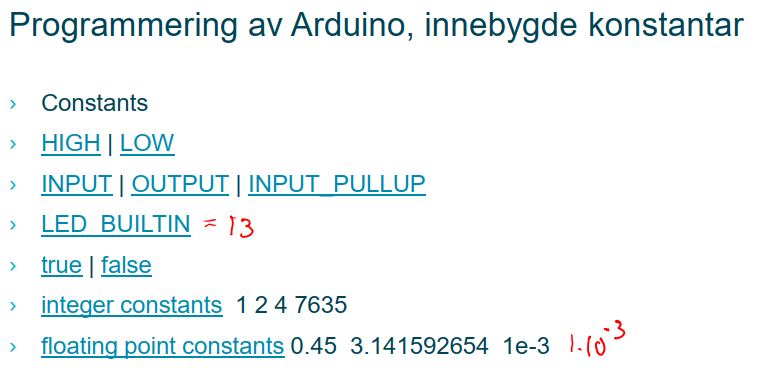 Programmering av Arduino, innebygde konstantar
› Constants
› HIGH | LOW
› INPUT | OUTPUT | INPUT_PULLUP
› LED_BUILTIN = 13
› true | false
› integer constants 1 2 4 7635
› floating point constants 0.45 3.141592654 1e-3 1·10⁻³